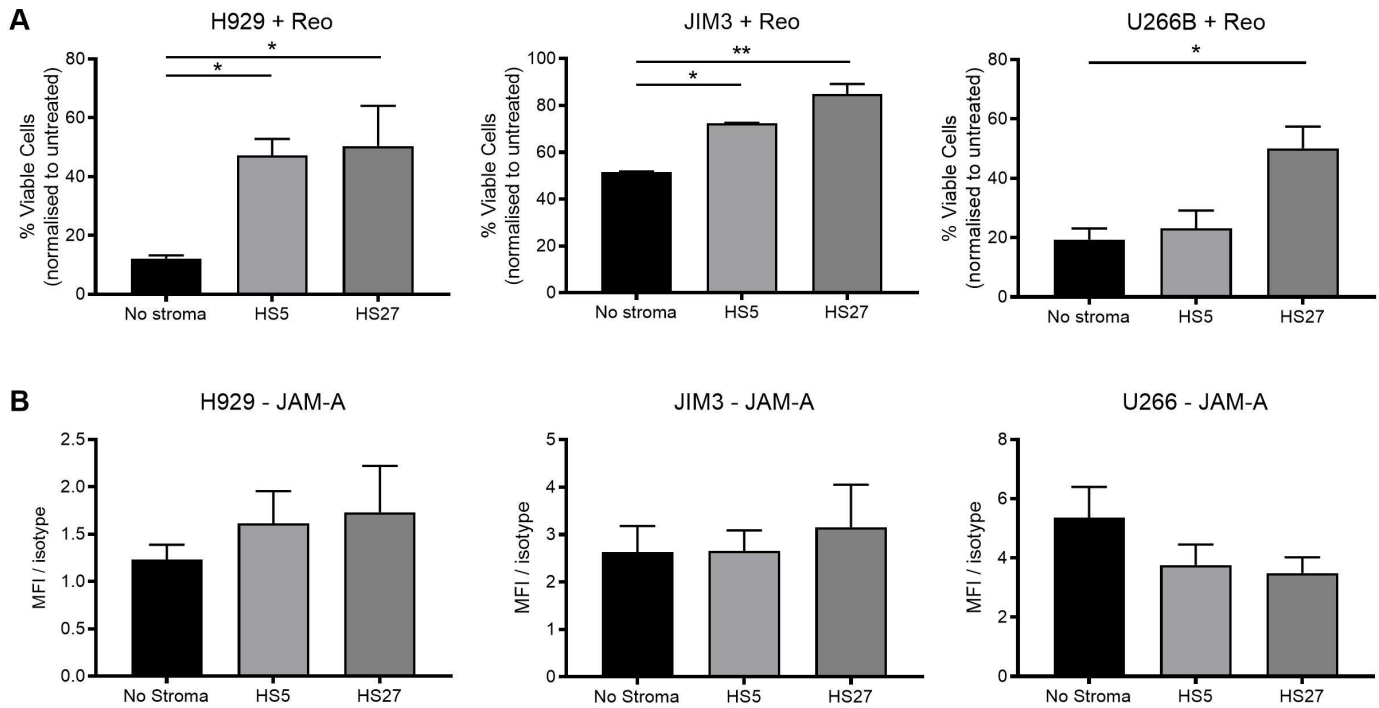 A
H929 + Reo
% Viable Cells
(normalised to untreated)
80
60
40
20
0
*
*
No stroma HS5 HS27
JIM3 + Reo
% Viable Cells
(normalised to untreated)
100
80
60
40
20
0
**
*
No stroma HS5 HS27
U266B + Reo
% Viable Cells
(normalised to untreated)
80
60
40
20
0
*
No stroma HS5 HS27
B
H929 - JAM-A
MFI / isotype
2.5
2.0
1.5
1.0
0.5
0.0
No Stroma HS5 HS27
JIM3 - JAM-A
MFI / isotype
5
4
3
2
1
0
No Stroma HS5 HS27
U266 - JAM-A
MFI / isotype
8
6
4
2
0
No Stroma HS5 HS27